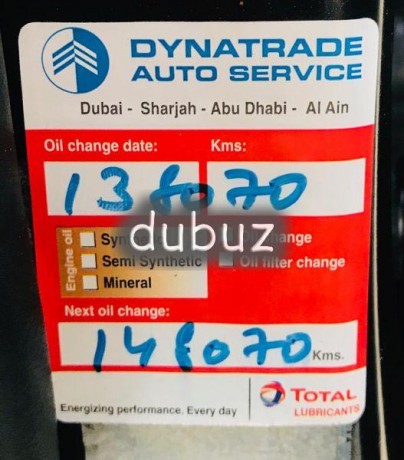 DYNATRADE
AUTO SERVICE
Dubai - Sharjah - Abu Dhabi - Al Ain
Oil change date: Kms:
138070
dubuz
Engine oil
Semi Synthetic Oil filter change
Mineral
Next oil change:
148070 Kms.
Energizing performance. Every day
TOTAL
LUBRICANTS